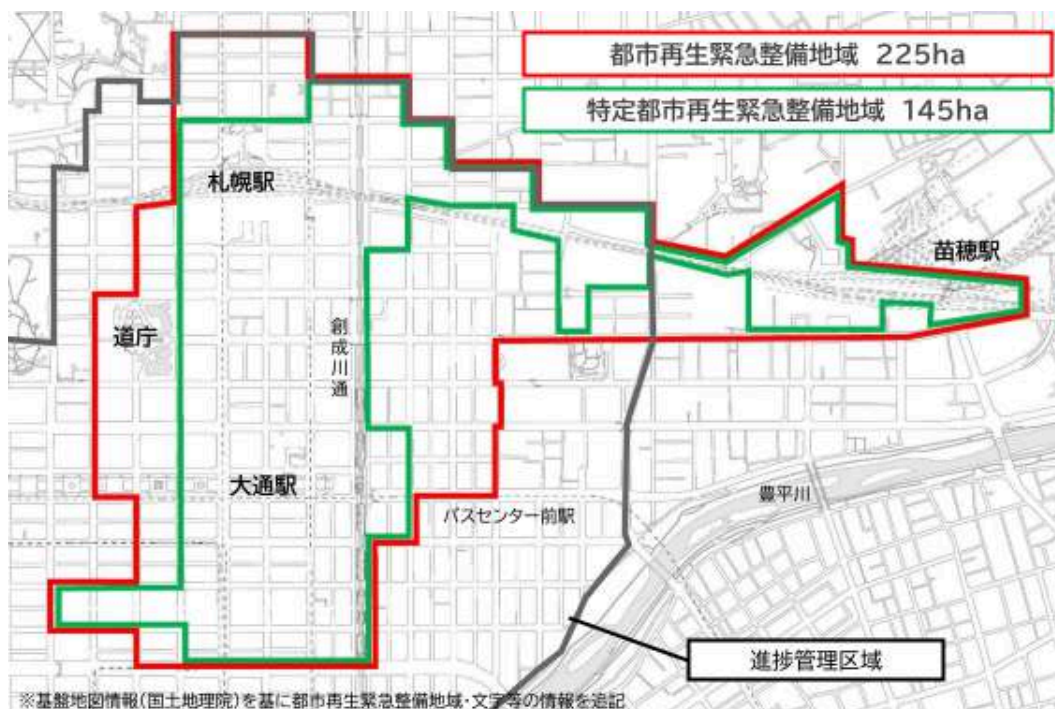 都市再生緊急整備地域 225ha
特定都市再生緊急整備地域 145ha
札幌駅
苗穂駅
道庁
創成川通
大通駅
バスセンター前駅
豊平川
進捗管理区域
※基盤地図情報(国土地理院)を基に都市再生緊急整備地域・文字等の情報を追記